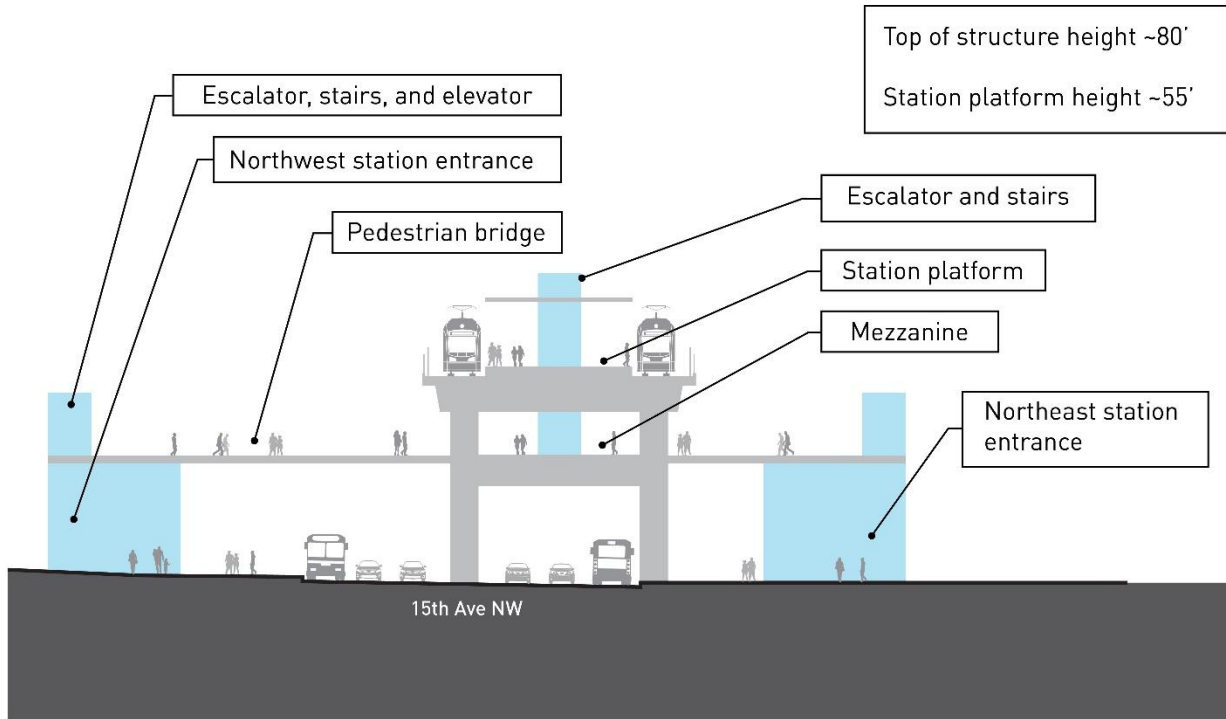 Top of structure height ~80’
Station platform height ~55’
Escalator, stairs, and elevator
Northwest station entrance
Pedestrian bridge
Escalator and stairs
Station platform
Mezzanine
Northeast station
entrance
15th Ave NW